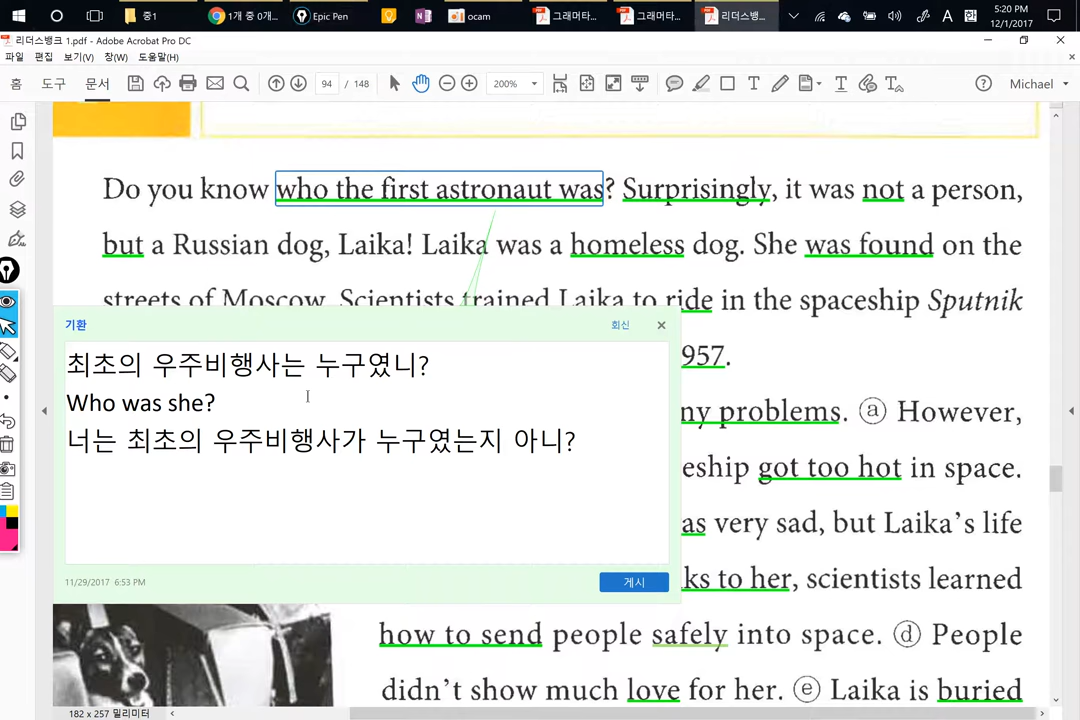 중1
1개 중 0개...
Epic Pen
ocam
그래머타...
그래머타...
리더스뱅...
A
한
5:20 PM
12/1/2017
리더스뱅크 1.pdf - Adobe Acrobat Pro DC
파일 편집 보기(V) 창(W) 도움말(H)
홈 도구 문서 94 / 148 200% Michael
Do you know who the first astronaut was? Surprisingly, it was not a person,
but a Russian dog, Laika! Laika was a homeless dog. She was found on the
streets of Moscow. Scientists trained Laika to ride in the spaceship Sputnik
기환 회신
957.
최초의 우주비행사는 누구였니?
Who was she?
너는 최초의 우주비행사가 누구였는지 아니?
ny problems. ⓐ However,
eship got too hot in space.
as very sad, but Laika's life
11/29/2017 6:53 PM 게시
ks to her, scientists learned
how to send people safely into space. ⓓ People
didn't show much love for her. ⓔ Laika is buried
182 x 257 밀리미터